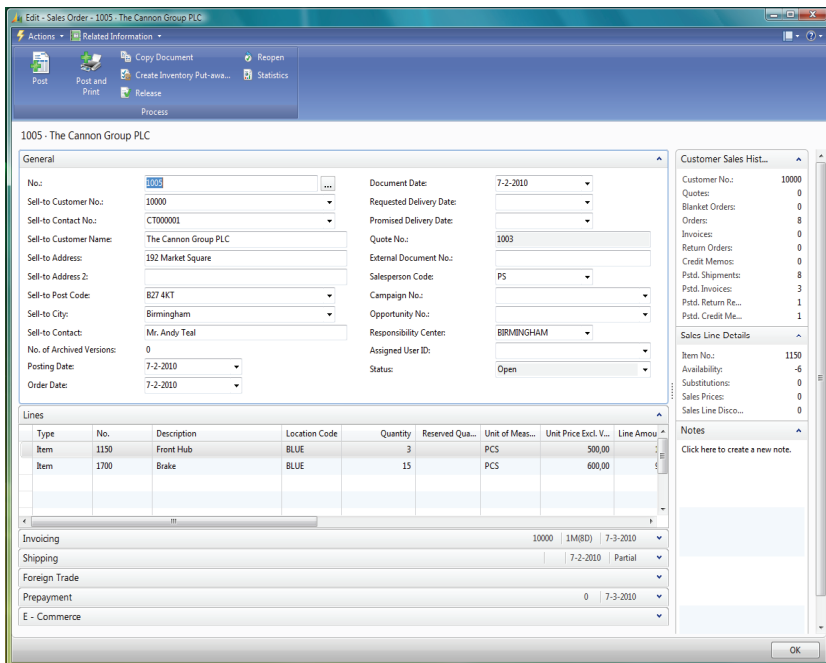 Edit - Sales Order - 1005 · The Cannon Group PLC
Actions
Related Information
Post
Post and Print
Copy Document
Create Inventory Put-awa...
Release
Reopen
Statistics
Process
1005 · The Cannon Group PLC
General
No.: 1005 ...
Sell-to Customer No.: 10000
Sell-to Contact No.: CT000001
Sell-to Customer Name: The Cannon Group PLC
Sell-to Address: 192 Market Square
Sell-to Address 2:
Sell-to Post Code: B27 4KT
Sell-to City: Birmingham
Sell-to Contact: Mr. Andy Teal
No. of Archived Versions: 0
Posting Date: 7-2-2010
Order Date: 7-2-2010
Document Date: 7-2-2010
Requested Delivery Date:
Promised Delivery Date:
Quote No.: 1003
External Document No.:
Salesperson Code: PS
Campaign No.:
Opportunity No.:
Responsibility Center: BIRMINGHAM
Assigned User ID:
Status: Open
Lines
Type No. Description Location Code Quantity Reserved Qua... Unit of Meas... Unit Price Excl. V... Line Amou
Item 1150 Front Hub BLUE 3 PCS 500,00
Item 1700 Brake BLUE 15 PCS 600,00
Invoicing 10000 1M(8D) 7-3-2010
Shipping 7-2-2010 Partial
Foreign Trade
Prepayment 0 7-3-2010
E - Commerce
Customer Sales Hist...
Customer No.: 10000
Quotes: 0
Blanket Orders: 0
Orders: 8
Invoices: 0
Return Orders: 0
Credit Memos: 0
Pstd. Shipments: 8
Pstd. Invoices: 3
Pstd. Return Re... 1
Pstd. Credit Me... 1
Sales Line Details
Item No.: 1150
Availability: -6
Substitutions: 0
Sales Prices: 0
Sales Line Disco... 0
Notes
Click here to create a new note.
OK